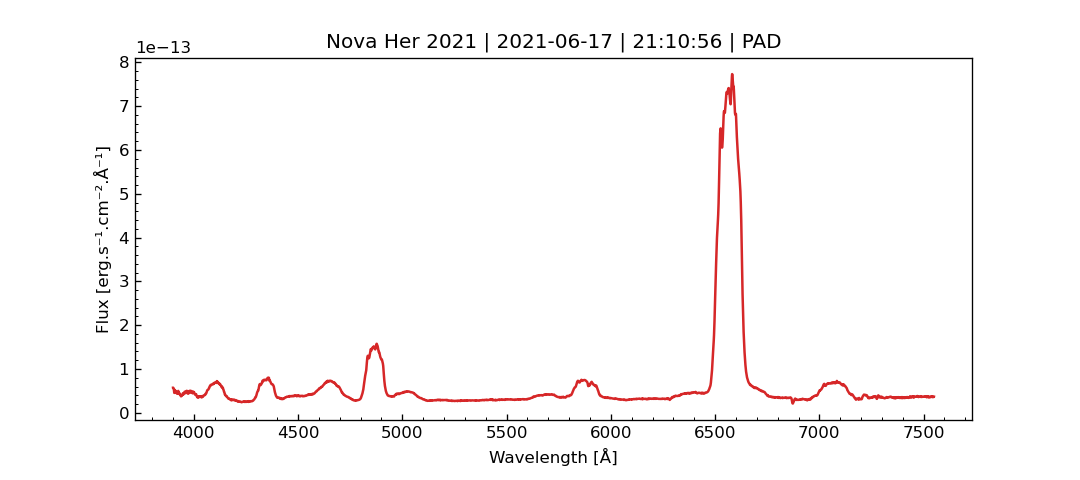 Nova Her 2021 | 2021-06-17 | 21:10:56 | PAD
1e−13
8
7
6
5
4
3
2
1
0
Flux [erg.s⁻¹.cm⁻².Å⁻¹]
4000 4500 5000 5500 6000 6500 7000 7500
Wavelength [Å]